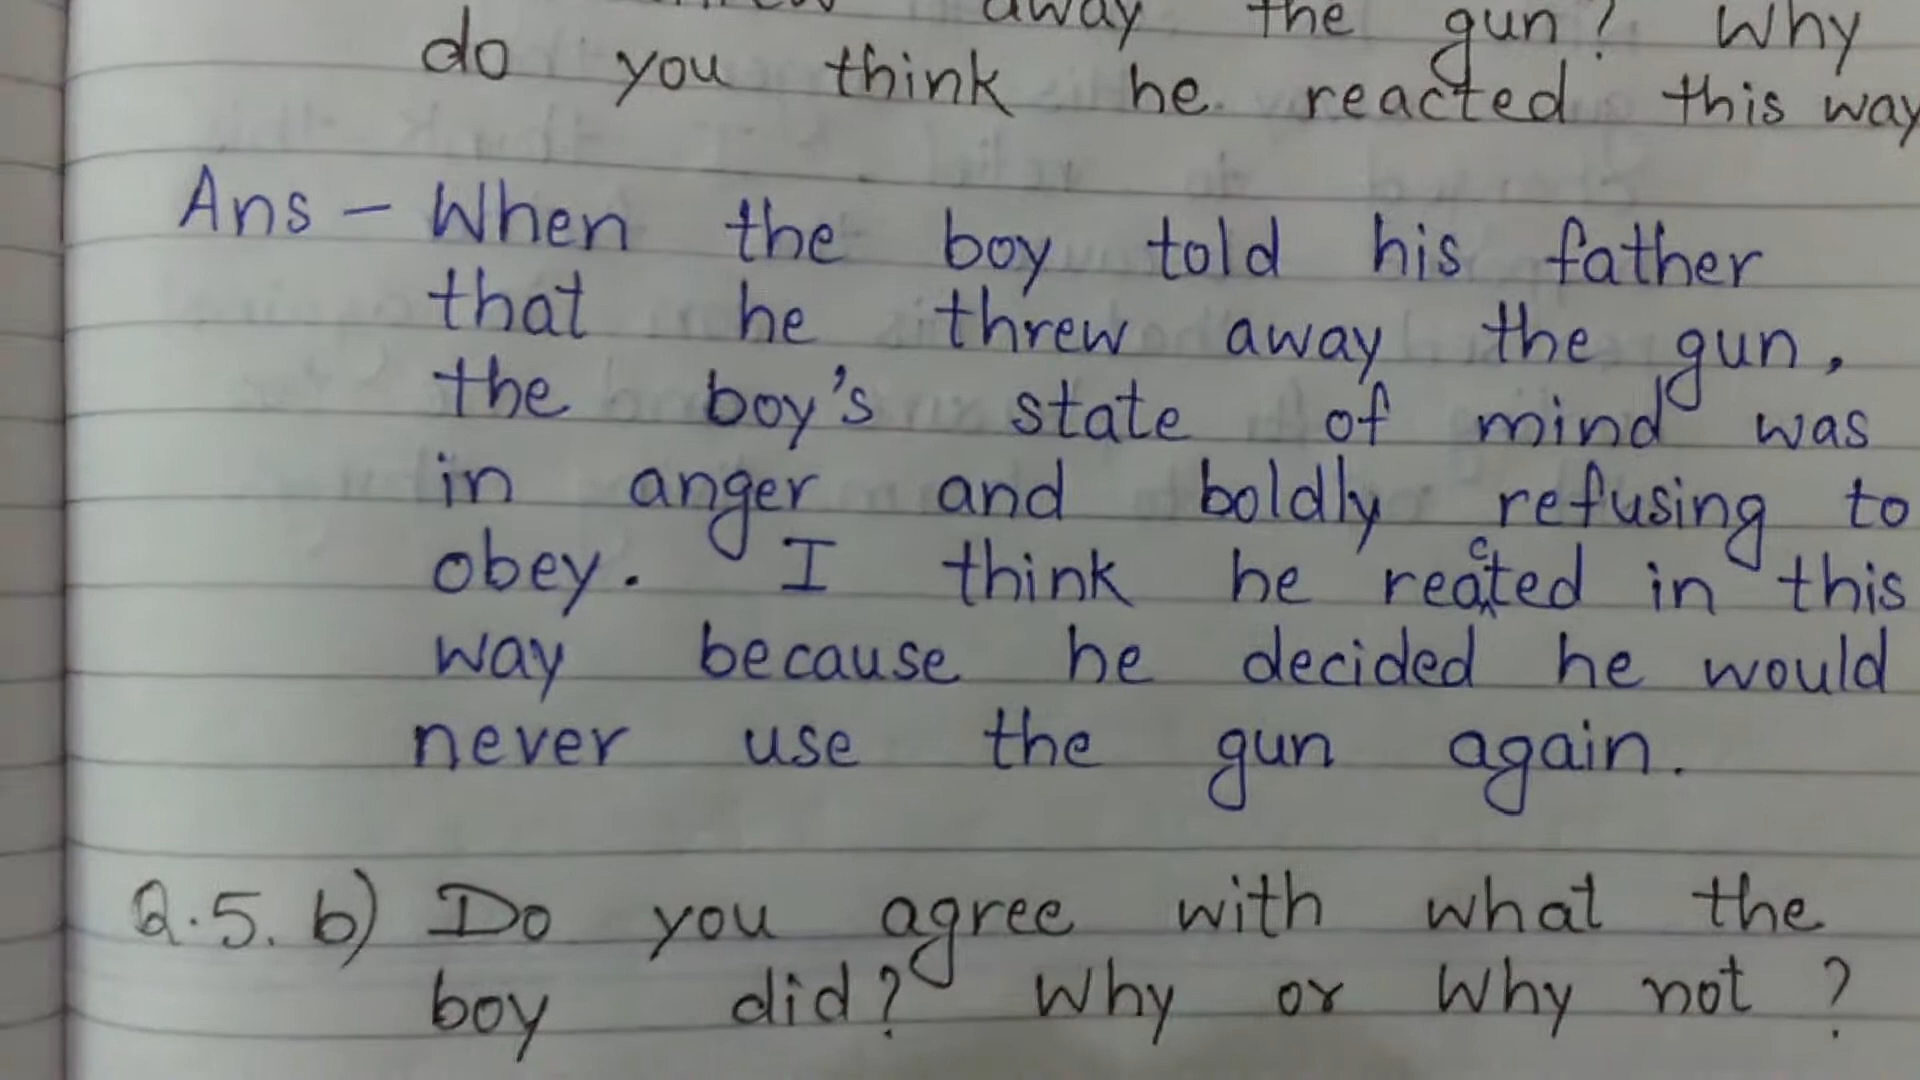 away the gun? Why
do you think he reacted this way
Ans - When the boy told his father
that he threw away the gun,
the boy's state of mind was
in anger and boldly refusing to
obey. I think he reacted in this
way because he decided he would
never use the gun again.
Q.5. b) Do you agree with what the
boy did? Why or Why not ?